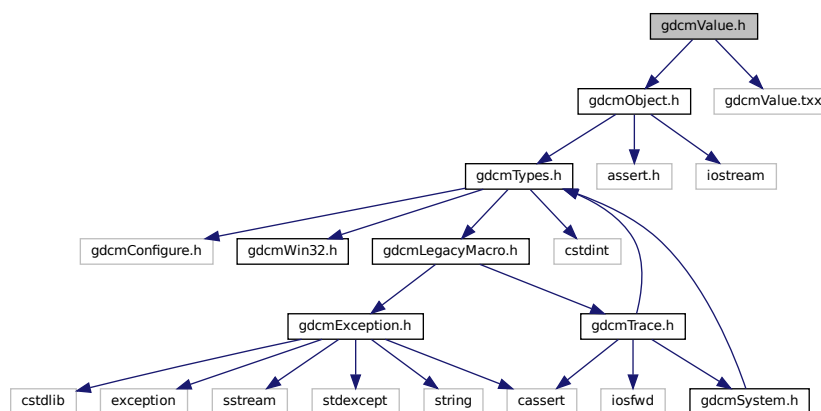 gdcmValue.h
gdcmObject.h
gdcmValue.txx
gdcmTypes.h
assert.h
iostream
gdcmConfigure.h
gdcmWin32.h
gdcmLegacyMacro.h
cstdint
gdcmException.h
gdcmTrace.h
cstdlib
exception
sstream
stdexcept
string
cassert
iosfwd
gdcmSystem.h